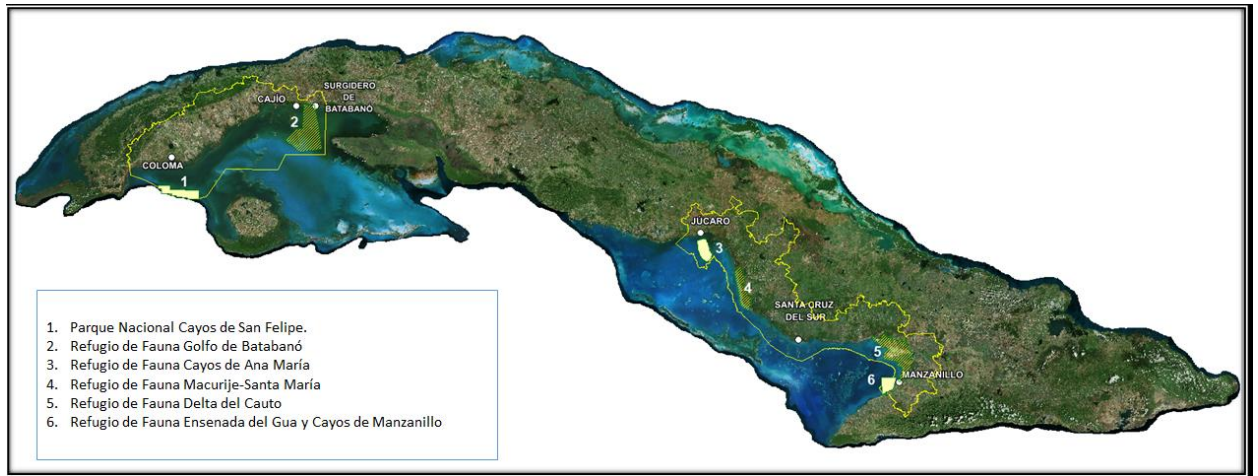 CAJÍO
SURGIDERO
DE
BATABANÓ
2
COLOMA
1
JÚCARO
3
4
SANTA CRUZ
DEL SUR
5
MANZANILLO
6
1. Parque Nacional Cayos de San Felipe.
2. Refugio de Fauna Golfo de Batabanó
3. Refugio de Fauna Cayos de Ana María
4. Refugio de Fauna Macurije-Santa María
5. Refugio de Fauna Delta del Cauto
6. Refugio de Fauna Ensenada del Gua y Cayos de Manzanillo